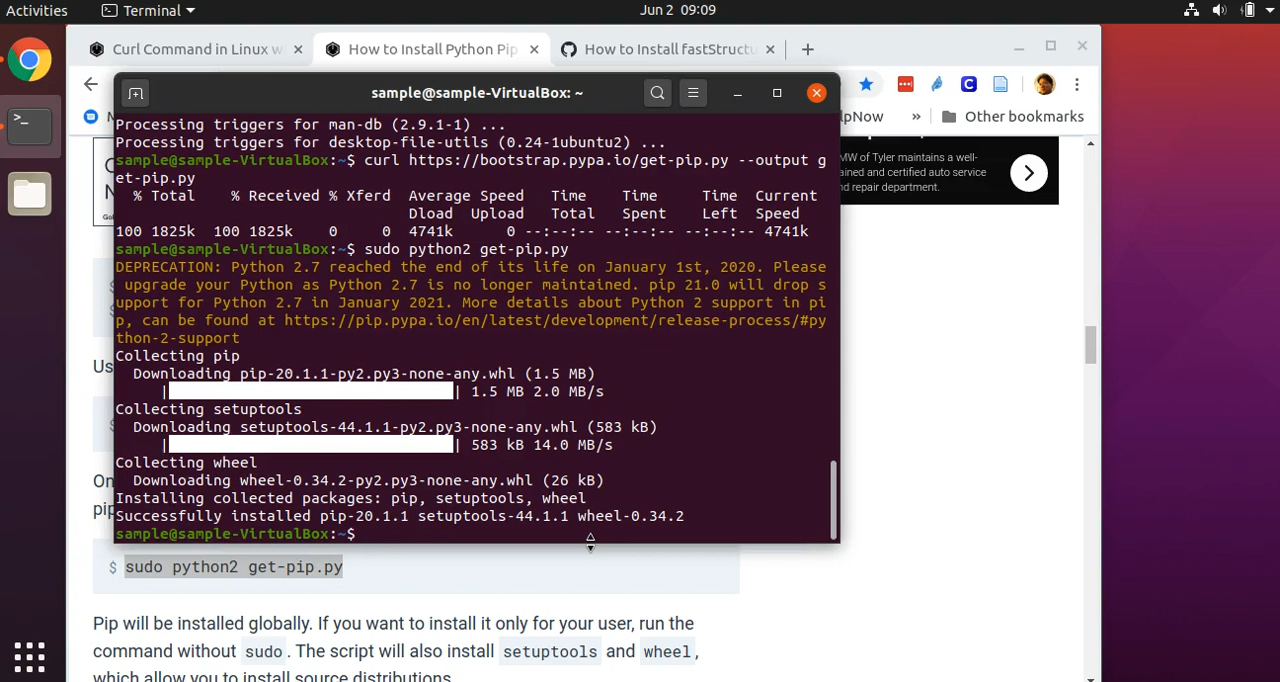 Activities
Terminal
Jun 2 09:09
Curl Command in Linux w
How to Install Python Pip
How to Install fastStructu
sample@sample-VirtualBox: ~
lpNow
»
Other bookmarks
MW of Tyler maintains a well-
ained and certified auto service
nd repair department.
Processing triggers for man-db (2.9.1-1) ...
Processing triggers for desktop-file-utils (0.24-1ubuntu2) ...
sample@sample-VirtualBox:~$ curl https://bootstrap.pypa.io/get-pip.py --output g
et-pip.py
% Total % Received % Xferd Average Speed Time Time Time Current
Dload Upload Total Spent Left Speed
100 1825k 100 1825k 0 0 4741k 0 --:--:-- --:--:-- --:--:-- 4741k
sample@sample-VirtualBox:~$ sudo python2 get-pip.py
DEPRECATION: Python 2.7 reached the end of its life on January 1st, 2020. Please
upgrade your Python as Python 2.7 is no longer maintained. pip 21.0 will drop s
upport for Python 2.7 in January 2021. More details about Python 2 support in pi
p, can be found at https://pip.pypa.io/en/latest/development/release-process/#py
thon-2-support
Collecting pip
Downloading pip-20.1.1-py2.py3-none-any.whl (1.5 MB)
| | 1.5 MB 2.0 MB/s
Collecting setuptools
Downloading setuptools-44.1.1-py2.py3-none-any.whl (583 kB)
| | 583 kB 14.0 MB/s
Collecting wheel
Downloading wheel-0.34.2-py2.py3-none-any.whl (26 kB)
Installing collected packages: pip, setuptools, wheel
Successfully installed pip-20.1.1 setuptools-44.1.1 wheel-0.34.2
sample@sample-VirtualBox:~$
Us
On
pip
$ sudo python2 get-pip.py
Pip will be installed globally. If you want to install it only for your user, run the
command without sudo. The script will also install setuptools and wheel,
which allow you to install source distributions.